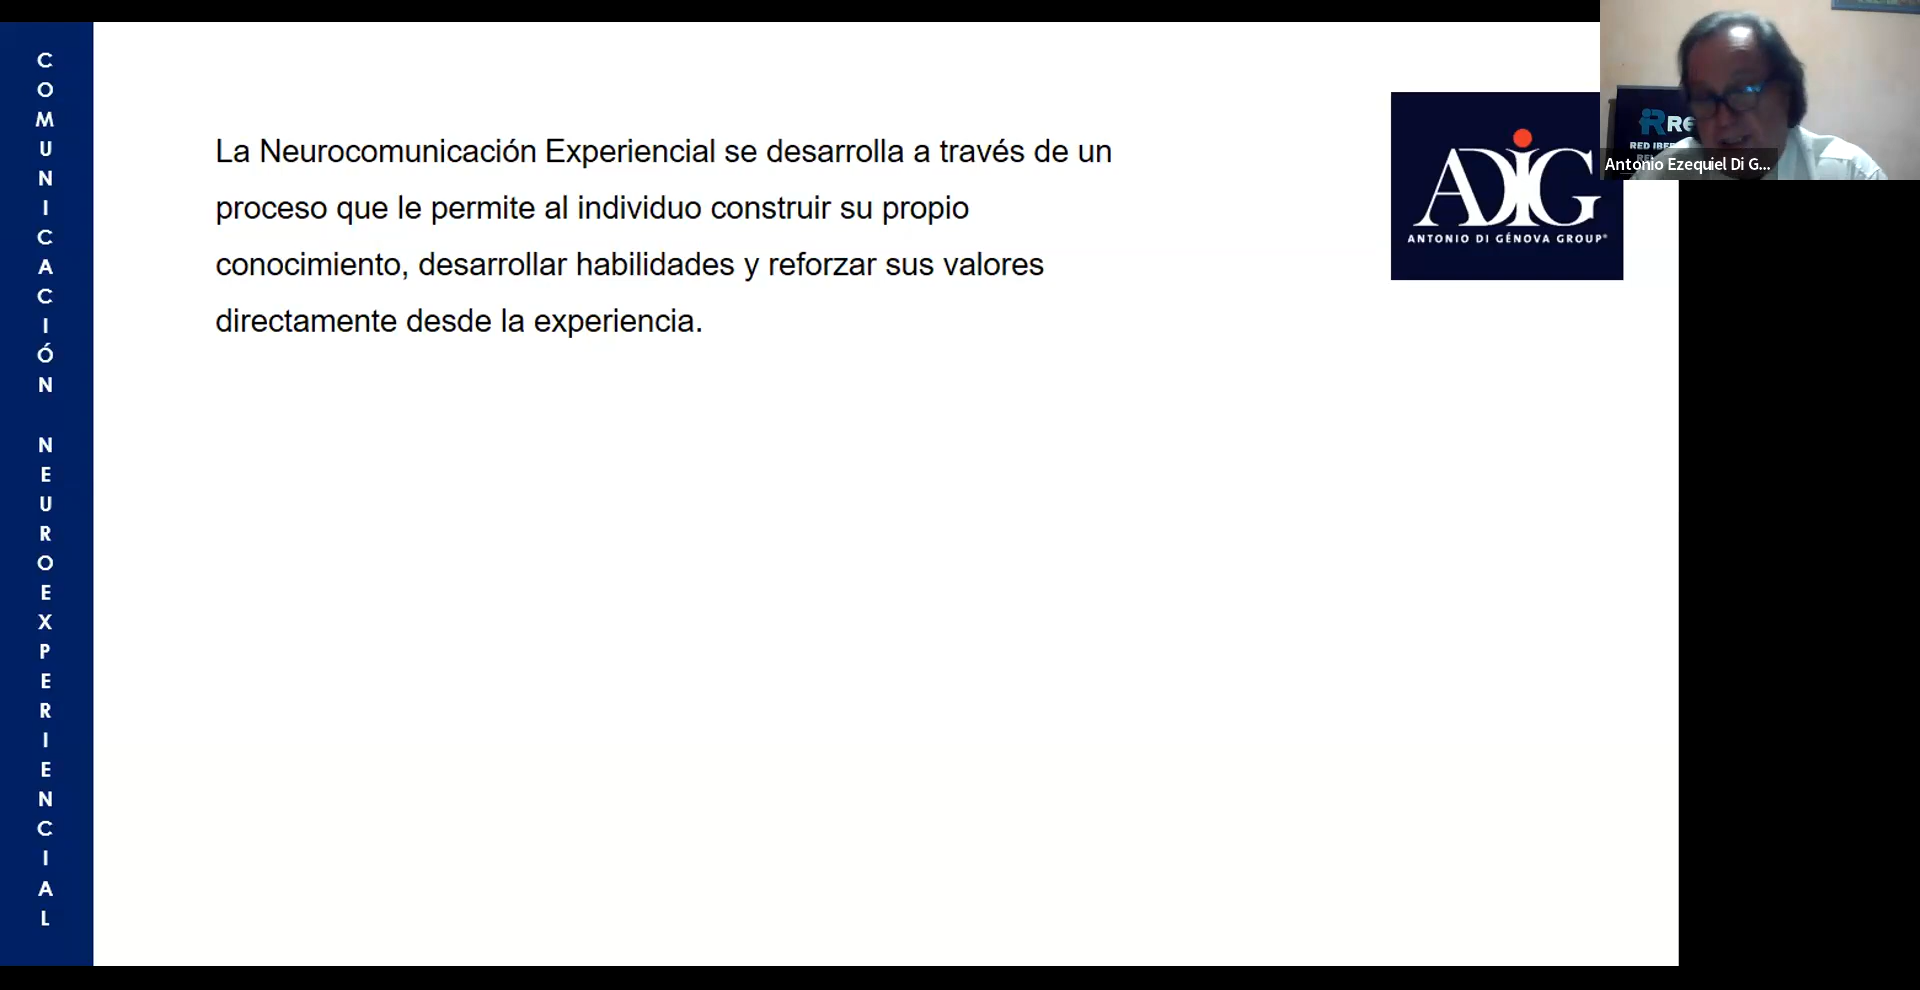 COMUNICACIÓN NEUROEXPERIENCIAL
La Neurocomunicación Experiencial se desarrolla a través de un
proceso que le permite al individuo construir su propio
conocimiento, desarrollar habilidades y reforzar sus valores
directamente desde la experiencia.
ADiG
ANTONIO DI GÉNOVA GROUP®
RED
Antonio Ezequiel Di G...